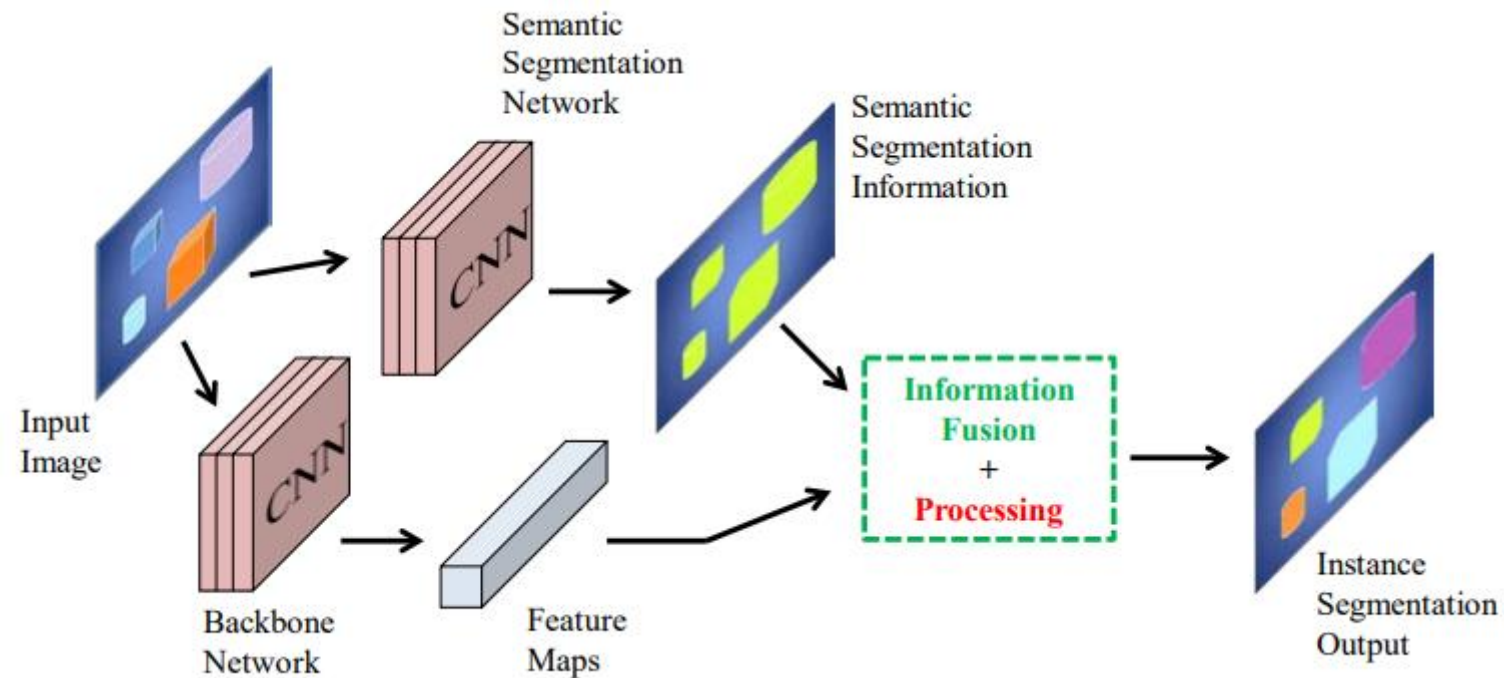 Semantic
Segmentation
Network
Semantic
Segmentation
Information
CNN
Input
Image
CNN
Information
Fusion
+
Processing
Backbone
Network
Feature
Maps
Instance
Segmentation
Output